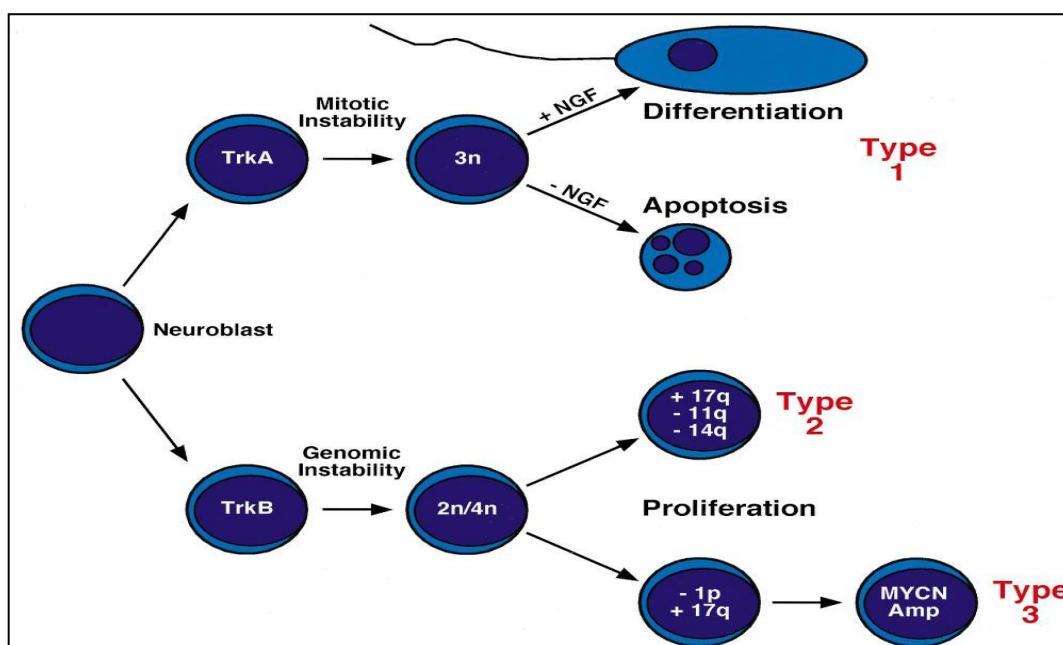 Mitotic
Instability
TrkA
3n
+ NGF
- NGF
Differentiation
Type
1
Apoptosis
Neuroblast
Genomic
Instability
TrkB
2n/4n
+ 17q
- 11q
- 14q
Type
2
Proliferation
- 1p
+ 17q
MYCN
Amp
Type
3